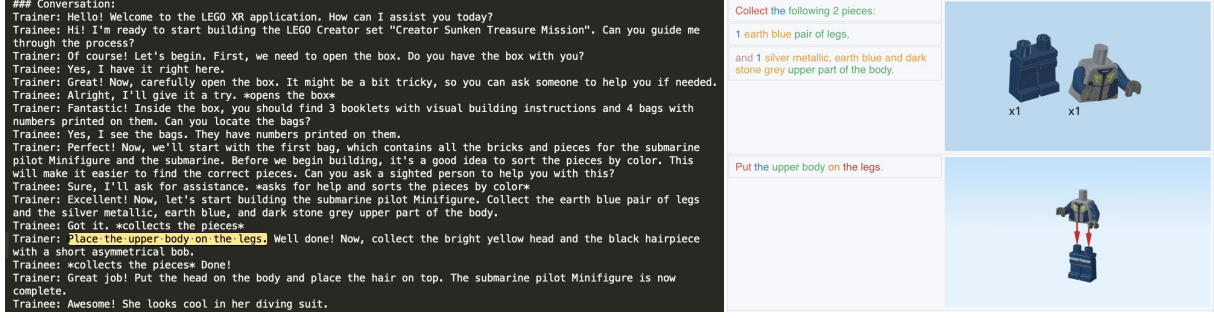 ### Conversation:
Trainer: Hello! Welcome to the LEGO XR application. How can I assist you today?
Trainee: Hi! I'm ready to start building the LEGO Creator set "Creator Sunken Treasure Mission". Can you guide me
through the process?
Trainer: Of course! Let's begin. First, we need to open the box. Do you have the box with you?
Trainee: Yes, I have it right here.
Trainer: Great! Now, carefully open the box. It might be a bit tricky, so you can ask someone to help you if needed.
Trainee: Alright, I'll give it a try. *opens the box*
Trainer: Fantastic! Inside the box, you should find 3 booklets with visual building instructions and 4 bags with
numbers printed on them. Can you locate the bags?
Trainee: Yes, I see the bags. They have numbers printed on them.
Trainer: Perfect! Now, we'll start with the first bag, which contains all the bricks and pieces for the submarine
pilot Minifigure and the submarine. Before we begin building, it's a good idea to sort the pieces by color. This
will make it easier to find the correct pieces. Can you ask a sighted person to help you with this?
Trainee: Sure, I'll ask for assistance. *asks for help and sorts the pieces by color*
Trainer: Excellent! Now, let's start building the submarine pilot Minifigure. Collect the earth blue pair of legs
and the silver metallic, earth blue, and dark stone grey upper part of the body.
Trainee: Got it. *collects the pieces*
Trainer: Place·the·upper·body·on·the·legs. Well done! Now, collect the bright yellow head and the black hairpiece
with a short asymmetrical bob.
Trainee: *collects the pieces* Done!
Trainer: Great job! Put the head on the body and place the hair on top. The submarine pilot Minifigure is now
complete.
Trainee: Awesome! She looks cool in her diving suit.
Collect the following 2 pieces:
1 earth blue pair of legs,
and 1 silver metallic, earth blue and dark
stone grey upper part of the body.
x1 x1
Put the upper body on the legs.